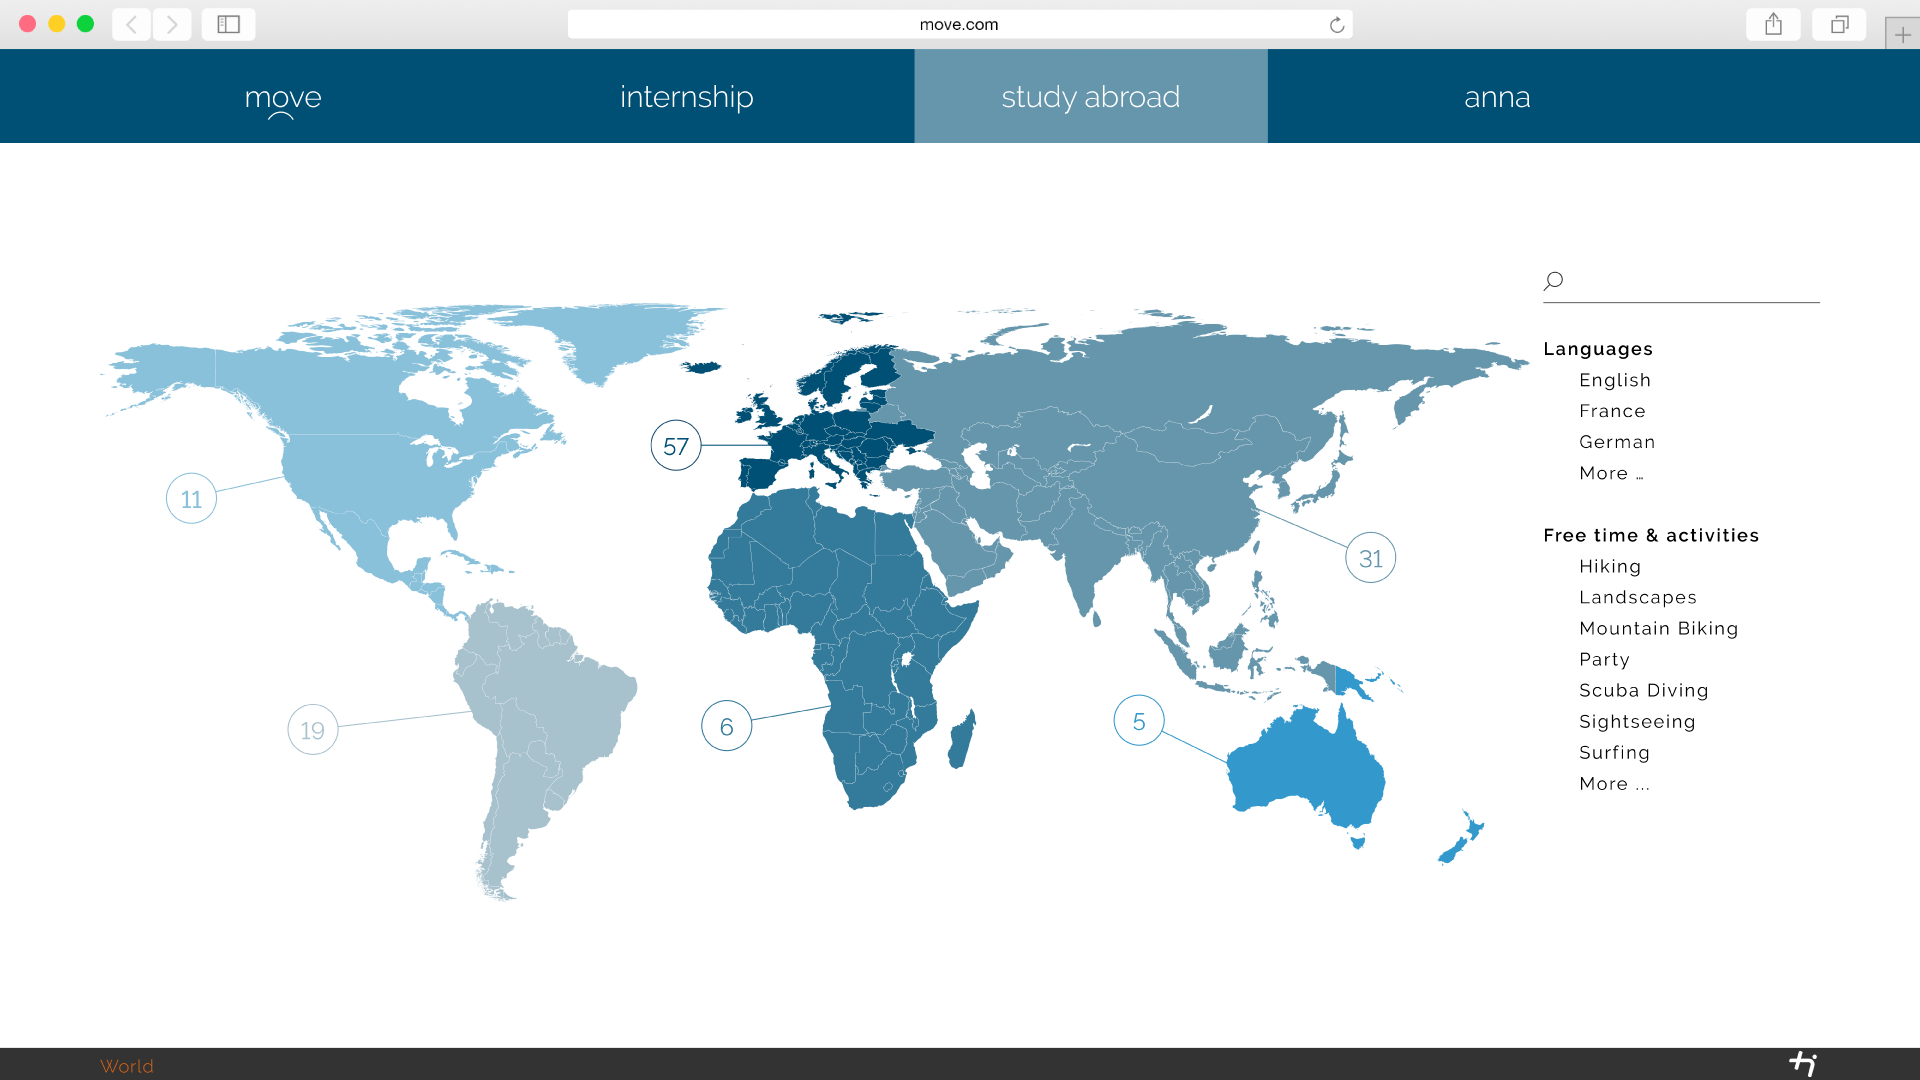 move.com
move
internship
study abroad
anna
Languages
English
France
German
More ...
Free time & activities
Hiking
Landscapes
Mountain Biking
Party
Scuba Diving
Sightseeing
Surfing
More ...
57
11
31
19
6
5
World